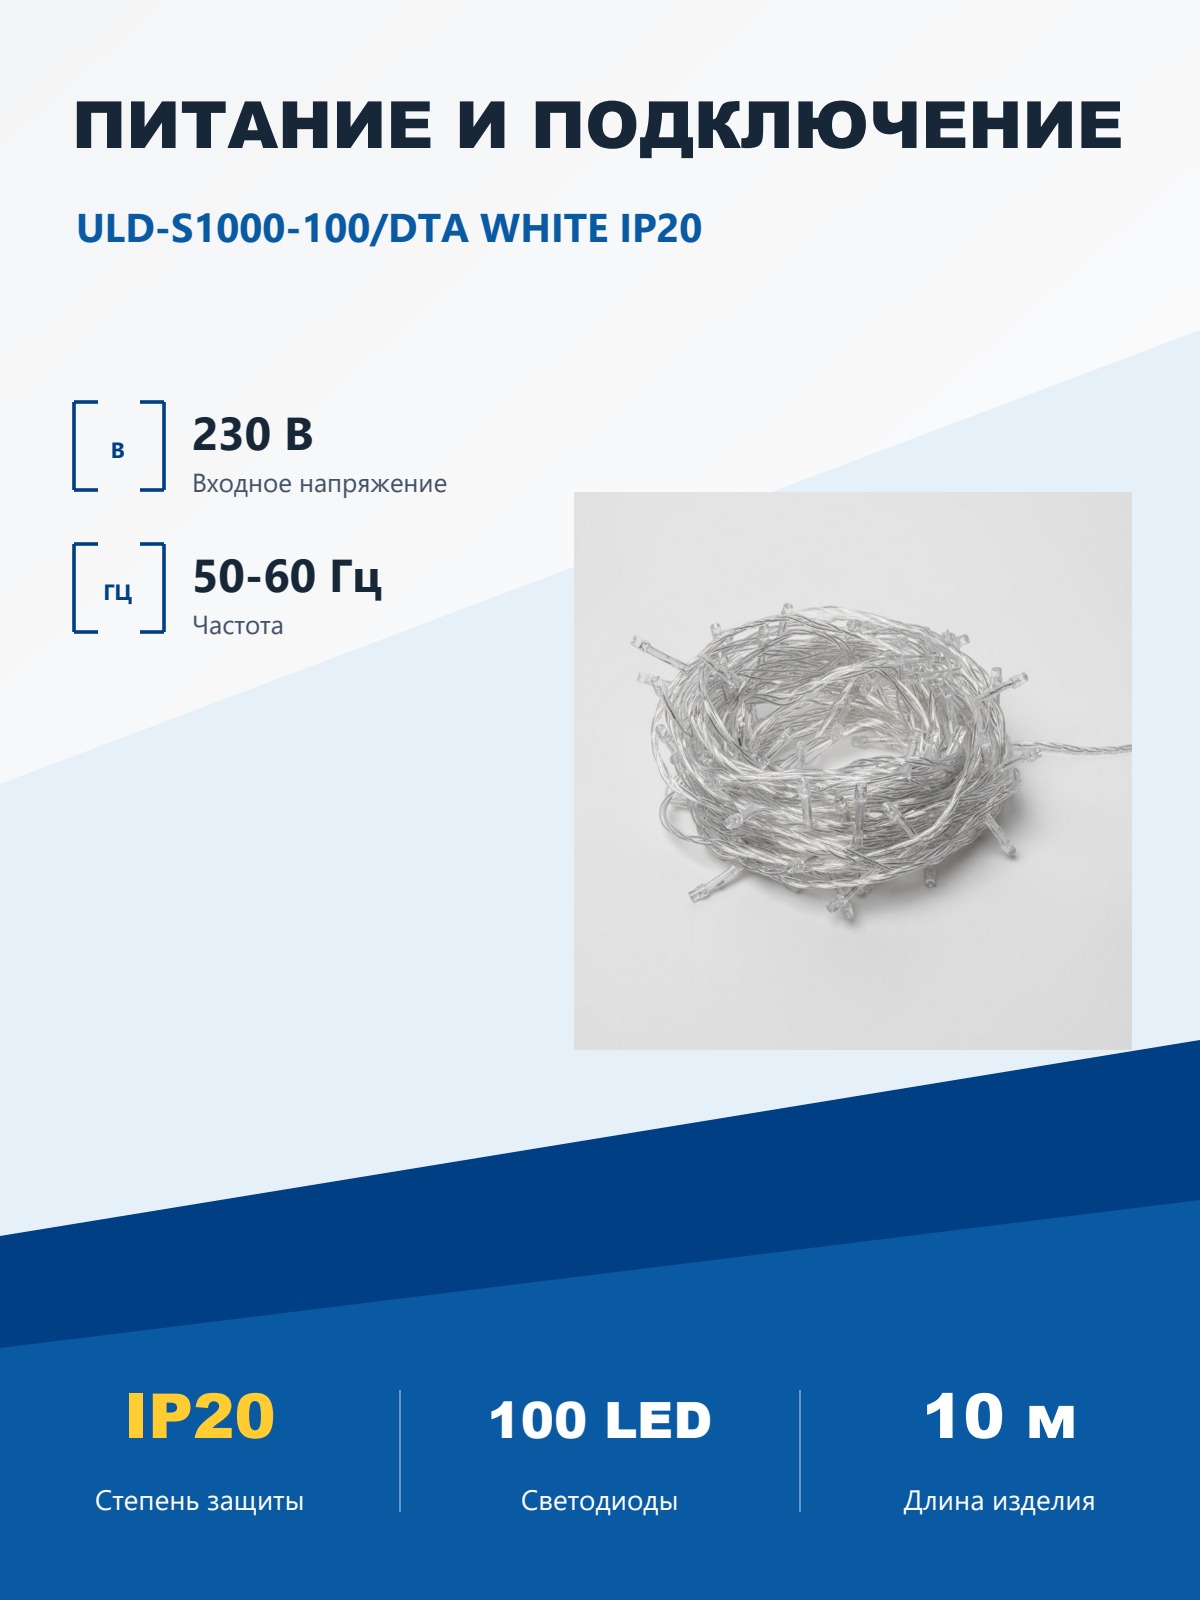 ПИТАНИЕ И ПОДКЛЮЧЕНИЕ
ULD-S1000-100/DTA WHITE IP20
В
230 В
Входное напряжение
ГЦ
50-60 Гц
Частота
IP20
Степень защиты
100 LED
Светодиоды
10 м
Длина изделия